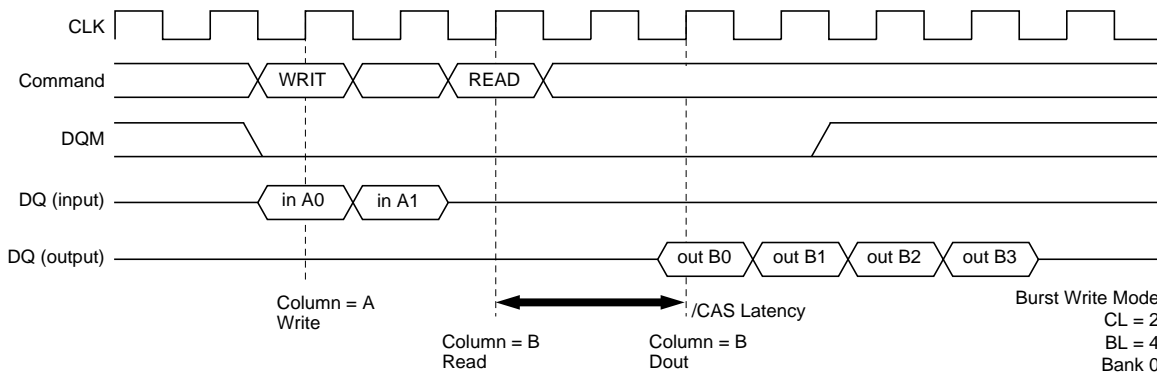 CLK
Command
WRIT
READ
DQM
DQ (input)
in A0
in A1
DQ (output)
out B0
out B1
out B2
out B3
Column = A
Write
/CAS Latency
Column = B
Read
Column = B
Dout
Burst Write Mode
CL = 2
BL = 4
Bank 0